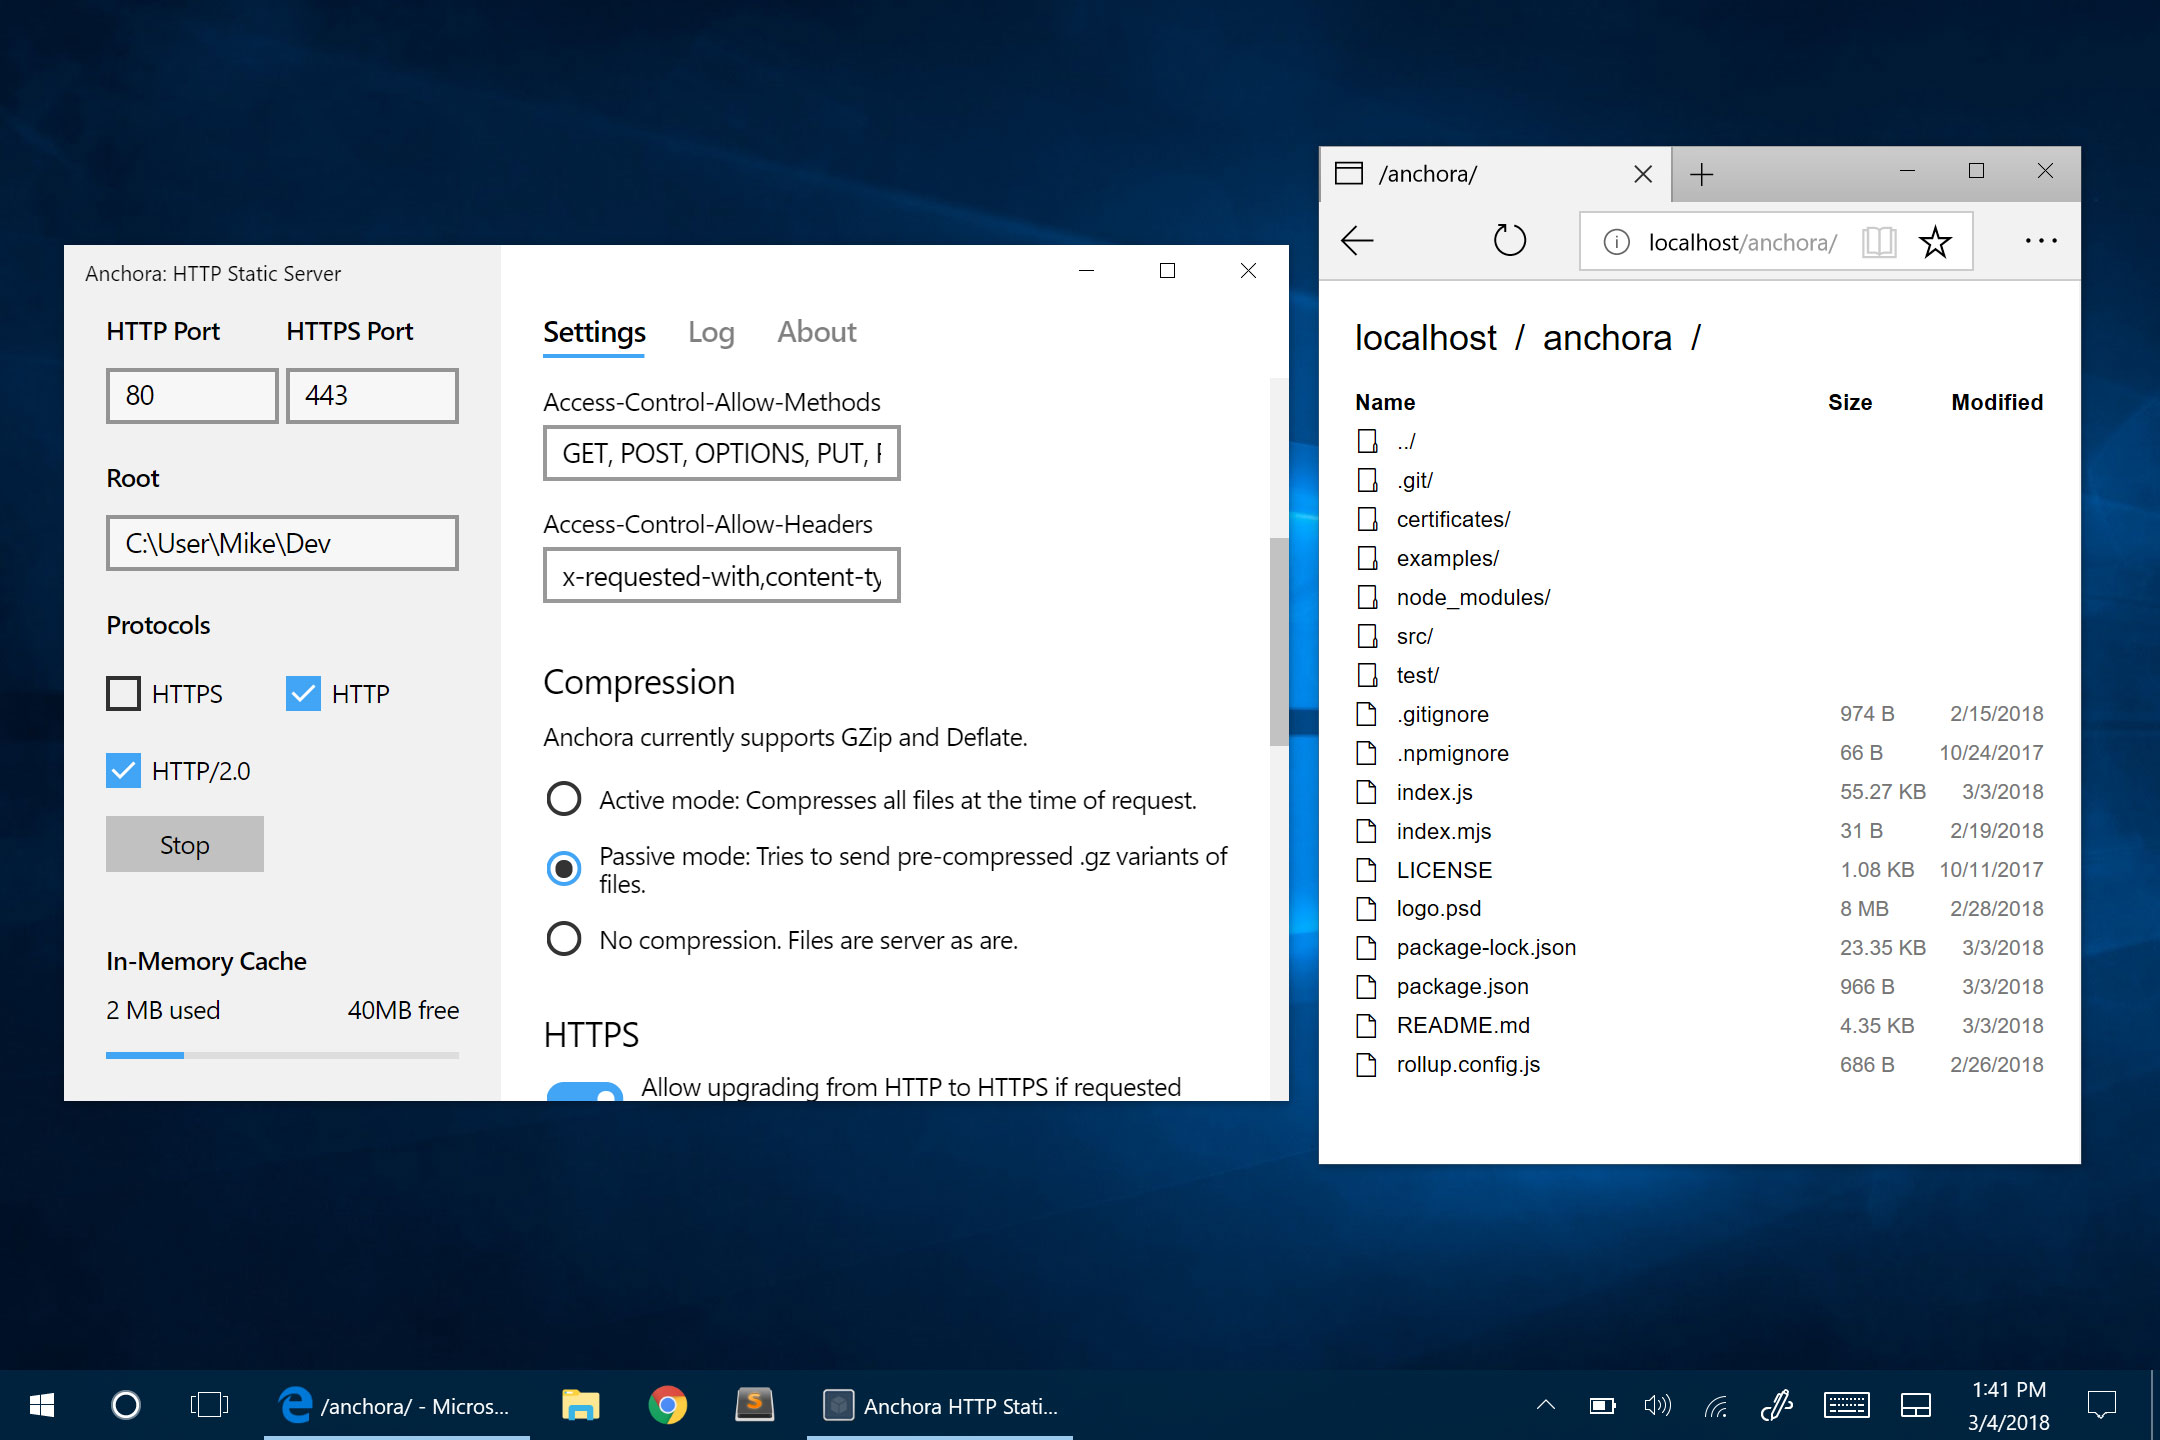 Anchora: HTTP Static Server
HTTP Port
HTTPS Port
80
443
Root
C:\User\Mike\Dev
Protocols
HTTPS
HTTP
HTTP/2.0
Stop
In-Memory Cache
2 MB used
40MB free
Settings
Log
About
Access-Control-Allow-Methods
GET, POST, OPTIONS, PUT,
Access-Control-Allow-Headers
x-requested-with,content-ty
Compression
Anchora currently supports GZip and Deflate.
Active mode: Compresses all files at the time of request.
Passive mode: Tries to send pre-compressed .gz variants of
files.
No compression. Files are server as are.
HTTPS
Allow upgrading from HTTP to HTTPS if requested
/anchora/
localhost/anchora/
localhost / anchora /
Name Size Modified
../
.git/
certificates/
examples/
node_modules/
src/
test/
.gitignore 974 B 2/15/2018
.npmignore 66 B 10/24/2017
index.js 55.27 KB 3/3/2018
index.mjs 31 B 2/19/2018
LICENSE 1.08 KB 10/11/2017
logo.psd 8 MB 2/28/2018
package-lock.json 23.35 KB 3/3/2018
package.json 966 B 3/3/2018
README.md 4.35 KB 3/3/2018
rollup.config.js 686 B 2/26/2018
/anchora/ - Micros...
S
Anchora HTTP Stati...
1:41 PM
3/4/2018